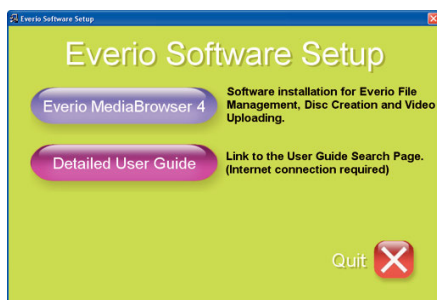 Everio Software Setup
Everio Software Setup
Everio MediaBrowser 4
Software installation for Everio File
Management, Disc Creation and Video
Uploading.
Detailed User Guide
Link to the User Guide Search Page.
(Internet connection required)
Quit